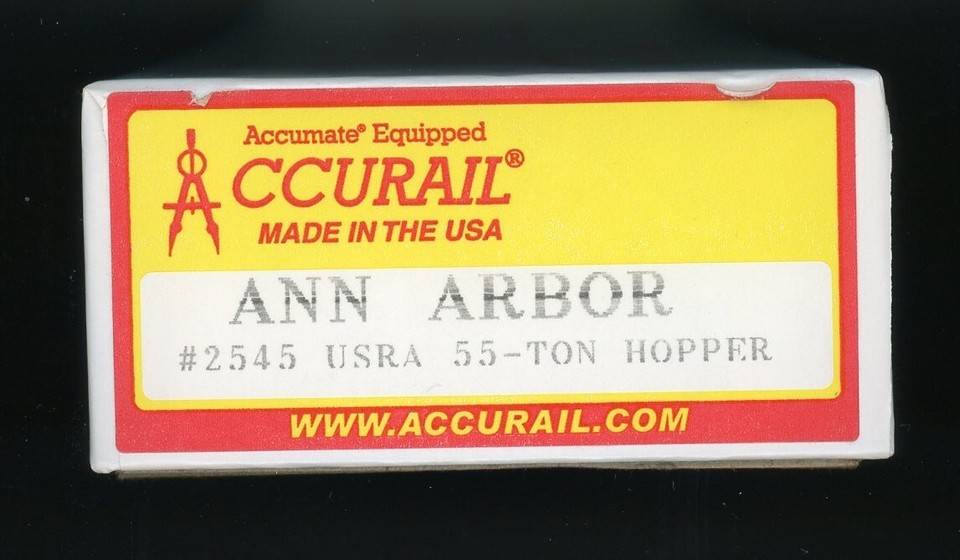 Accumate® Equipped
ACCURAIL®
MADE IN THE USA
ANN ARBOR
#2545 USRA 55-TON HOPPER
WWW.ACCURAIL.COM